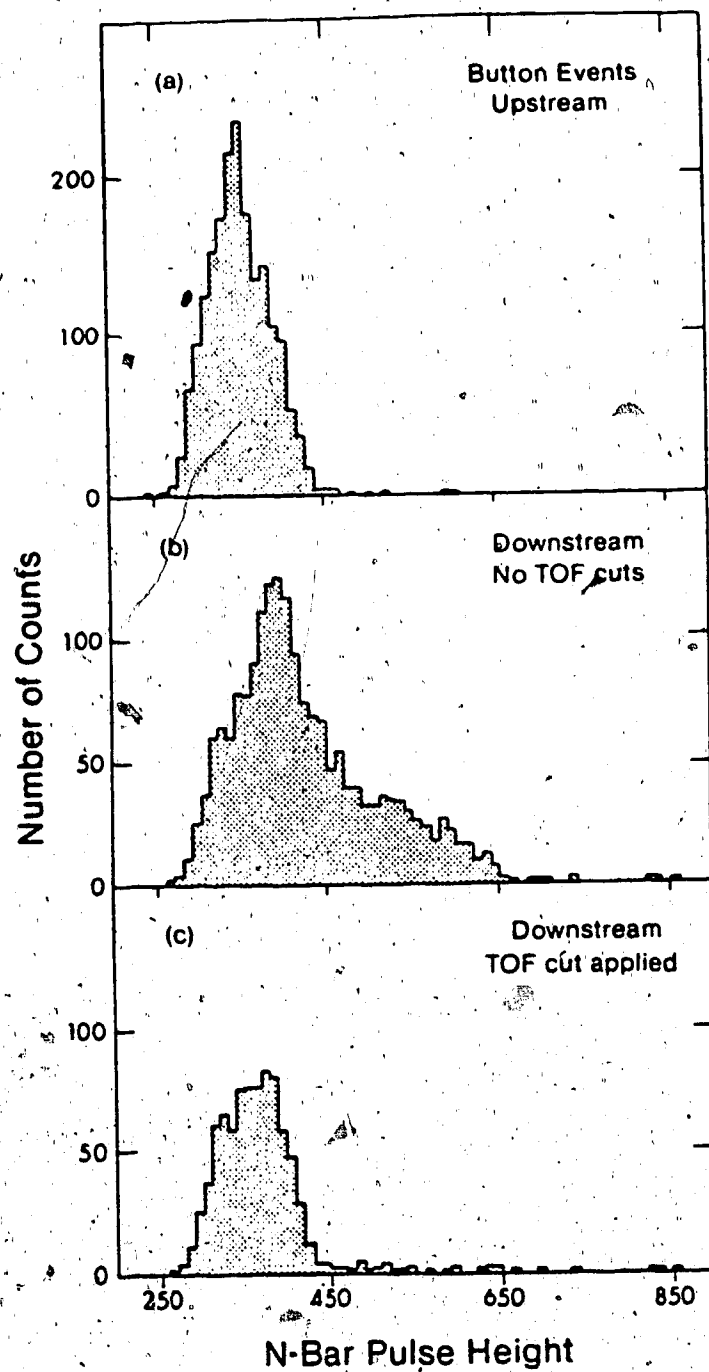 (a)
Button Events
Upstream
200
100
0
(b)
Downstream
No TOF cuts
100
50
0
(c)
Downstream
TOF cut applied
100
50
0
250
450
650
850
Number of Counts
N-Bar Pulse Height